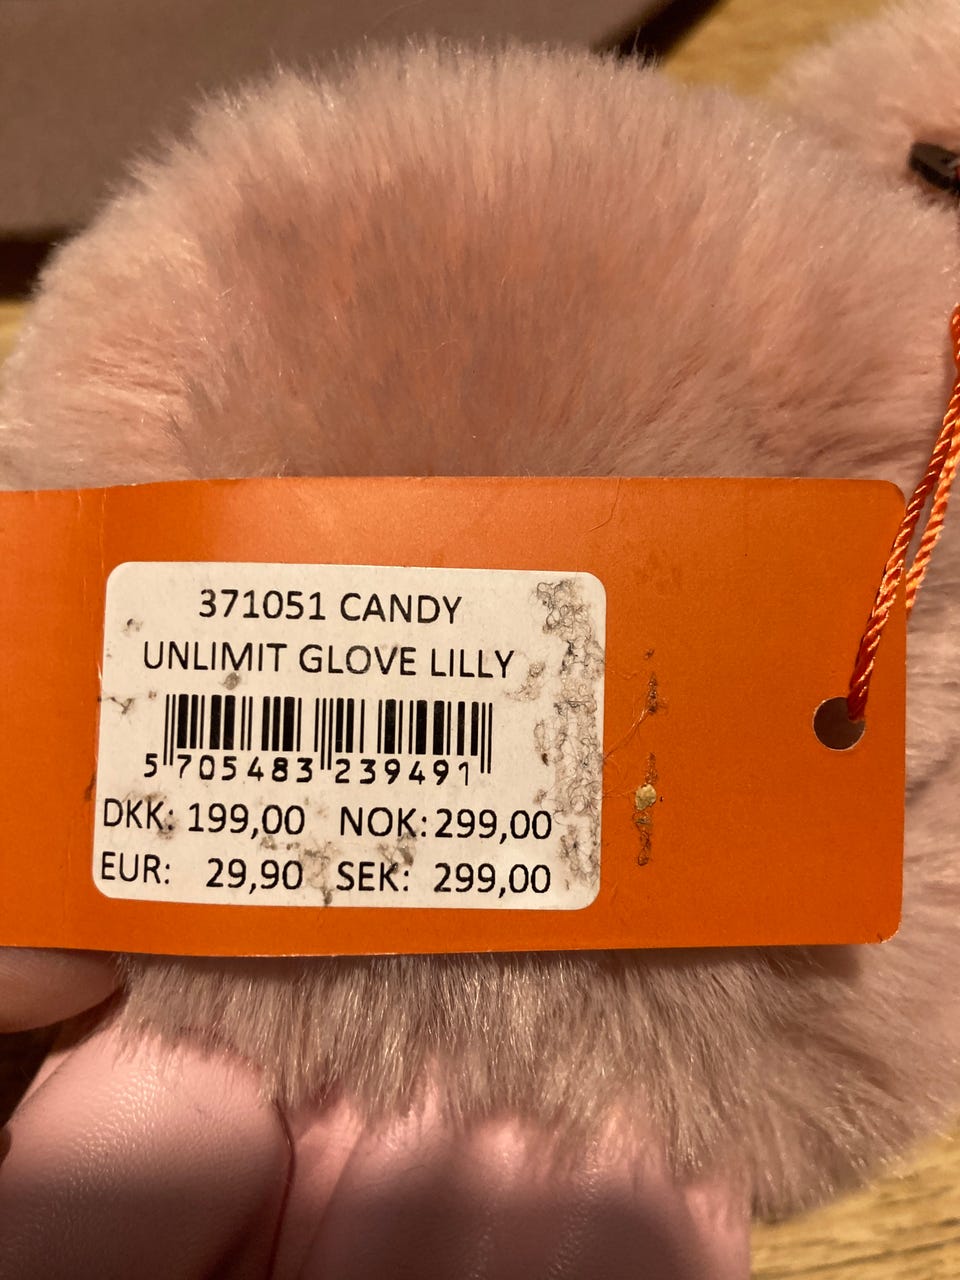 371051 CANDY
UNLIMIT GLOVE LILLY
5 705483 239491
DKK: 199,00 NOK: 299,00
EUR: 29,90 SEK: 299,00